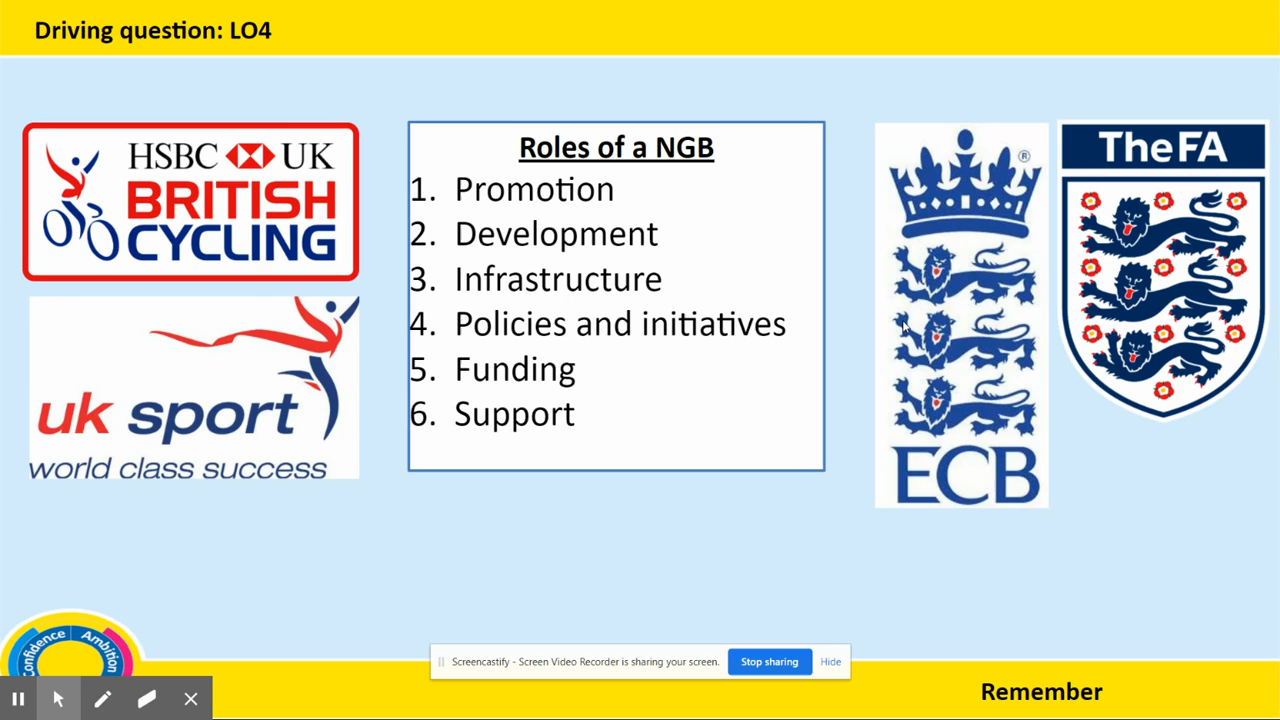 Driving question: LO4
HSBC UK
BRITISH
CYCLING
uk sport
world class success
Roles of a NGB
1. Promotion
2. Development
3. Infrastructure
4. Policies and initiatives
5. Funding
6. Support
®
ECB
The FA
Confidence Ambition
Screencastify - Screen Video Recorder is sharing your screen. Stop sharing Hide
Remember